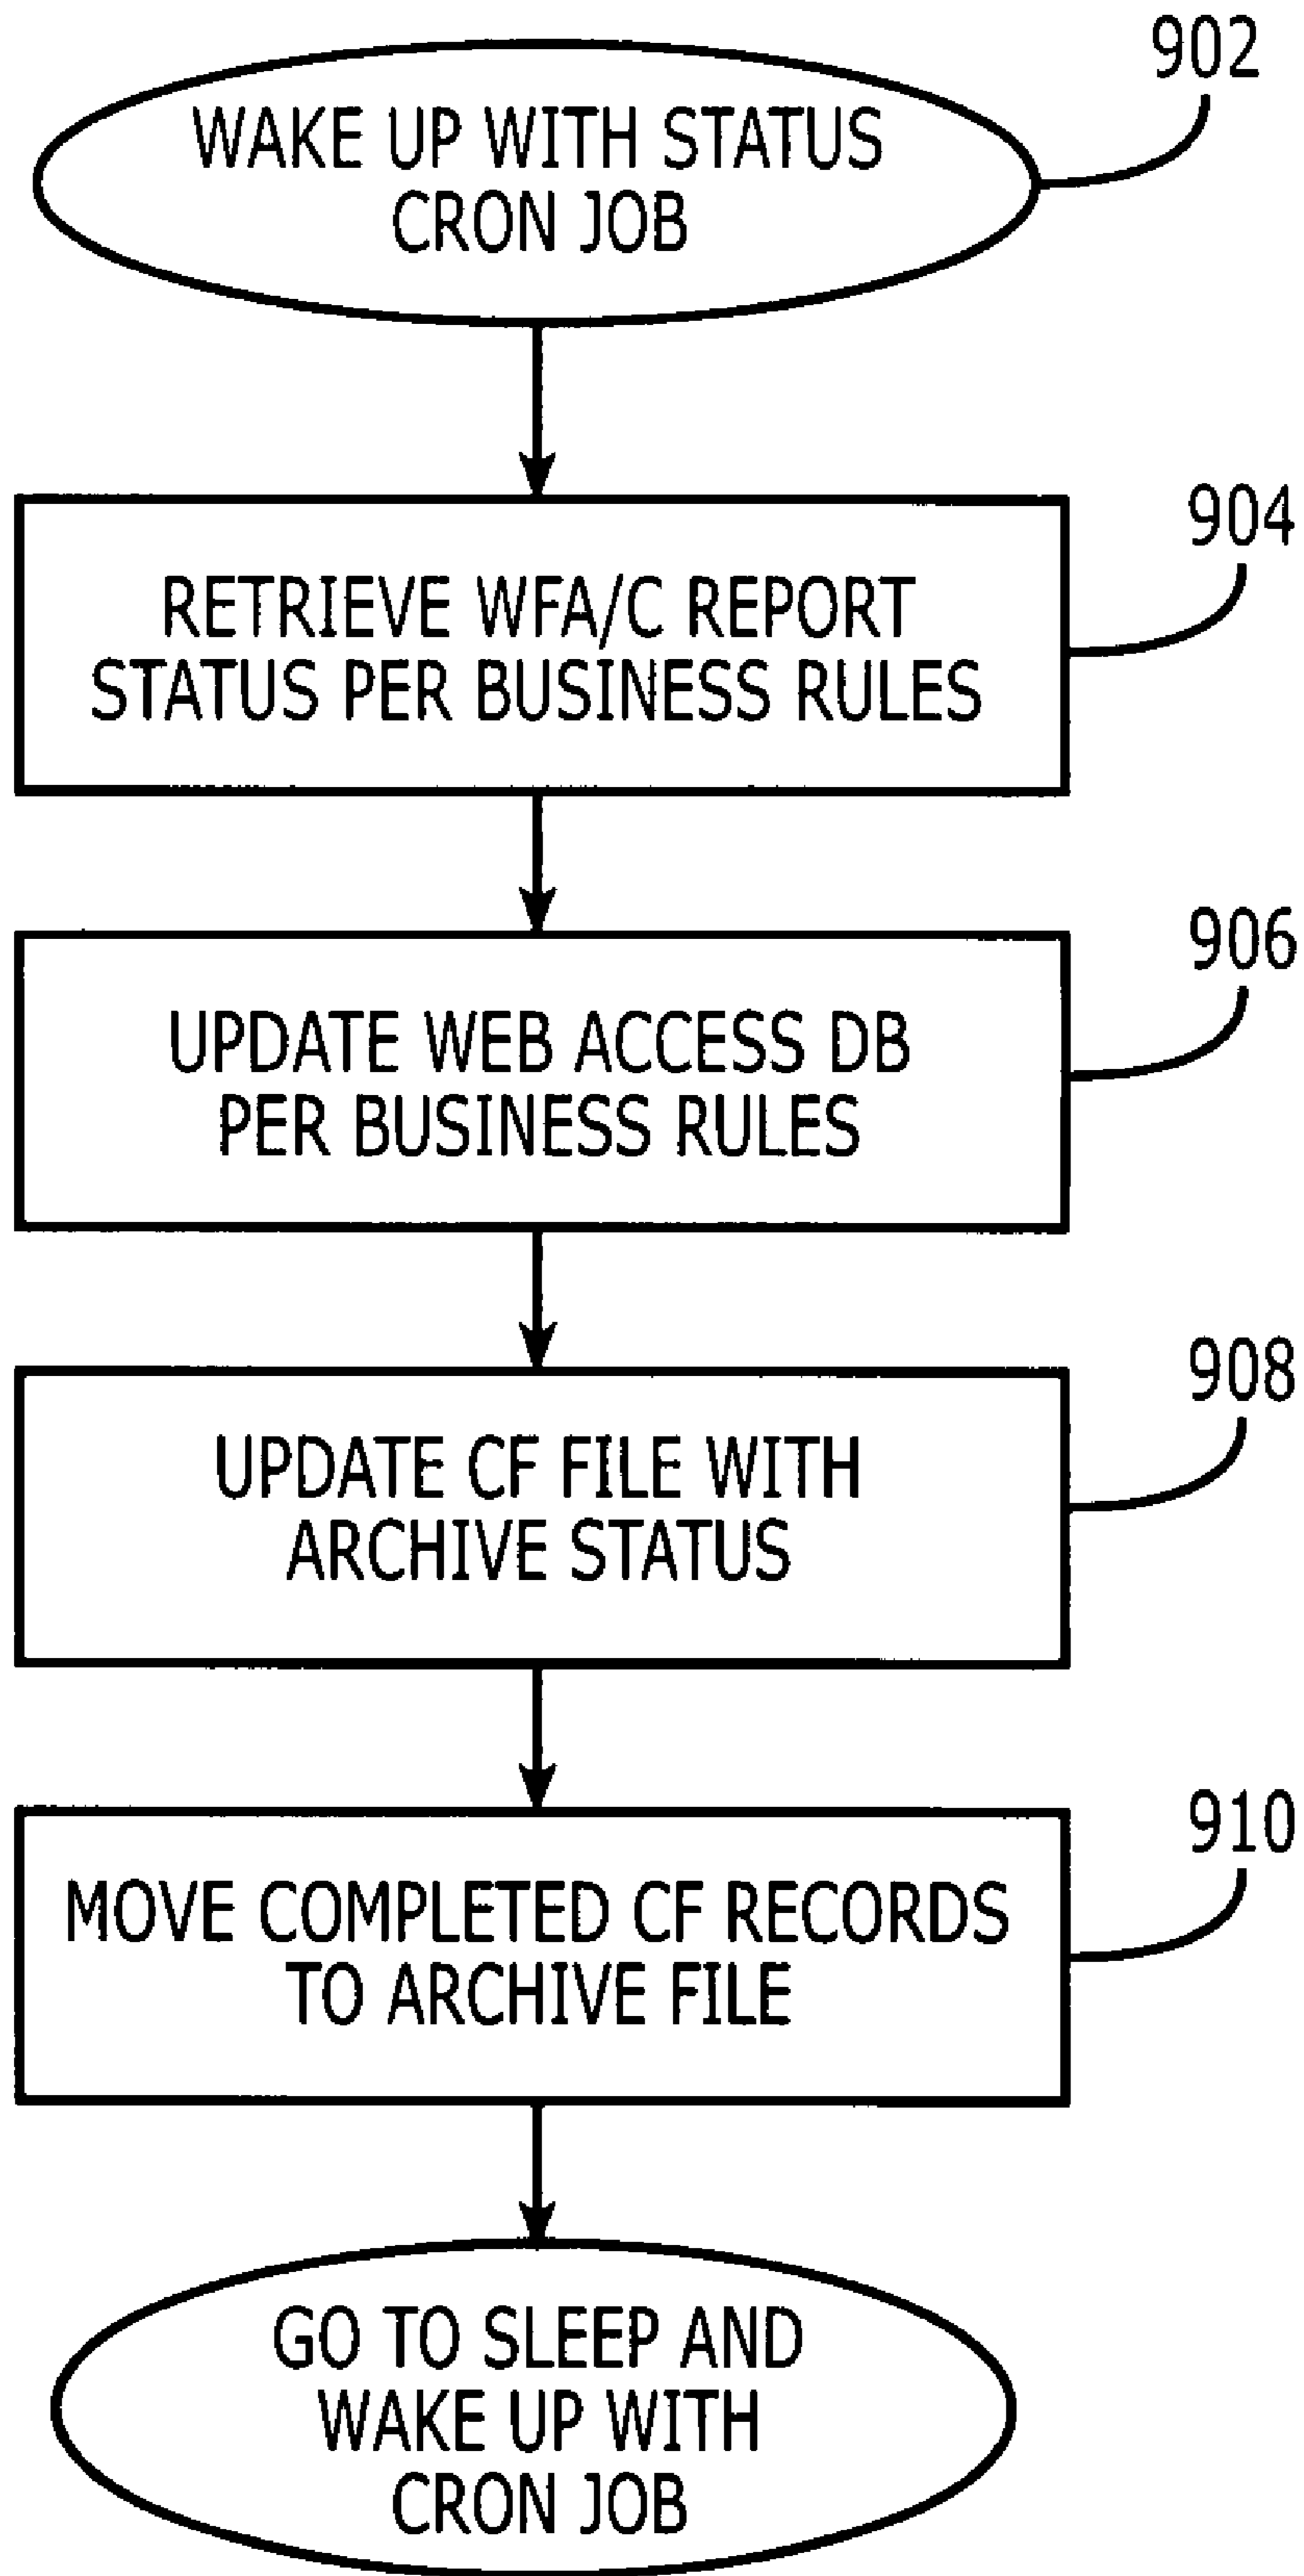 902
WAKE UP WITH STATUS
CRON JOB
904
RETRIEVE WFA/C REPORT
STATUS PER BUSINESS RULES
906
UPDATE WEB ACCESS DB
PER BUSINESS RULES
908
UPDATE CF FILE WITH
ARCHIVE STATUS
910
MOVE COMPLETED CF RECORDS
TO ARCHIVE FILE
GO TO SLEEP AND
WAKE UP WITH
CRON JOB